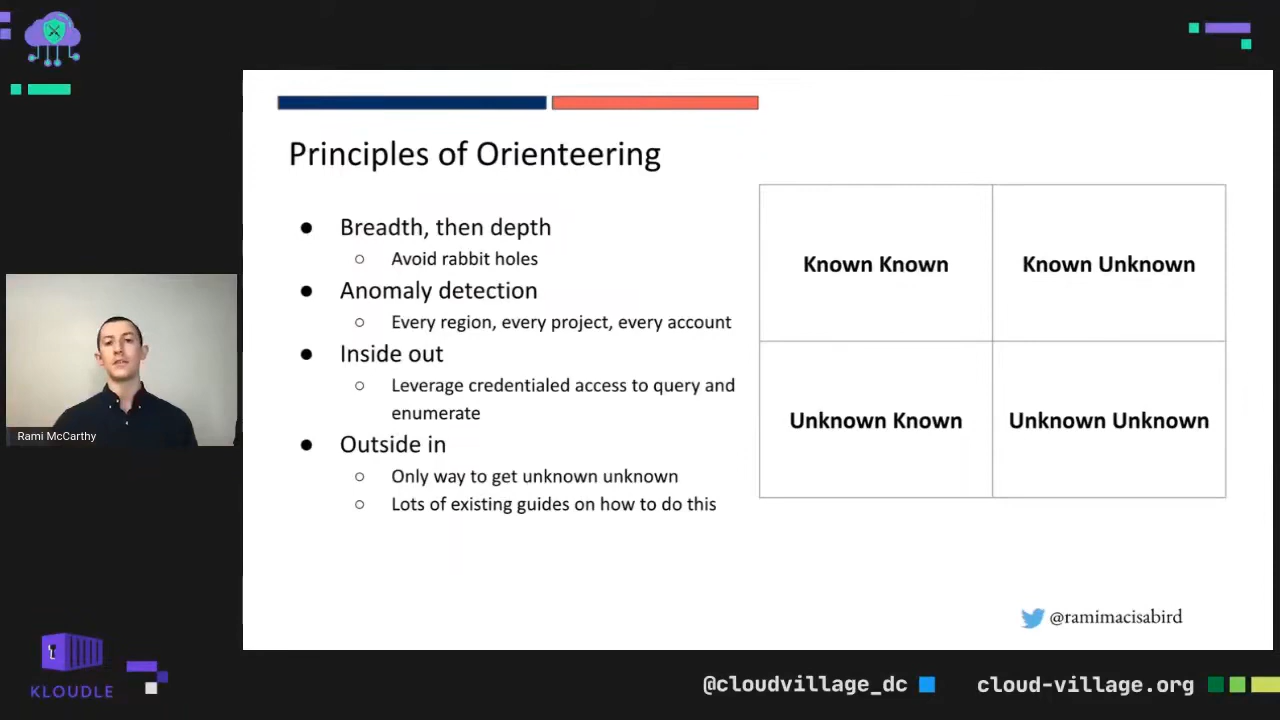 Principles of Orienteering
● Breadth, then depth
○ Avoid rabbit holes
● Anomaly detection
○ Every region, every project, every account
● Inside out
○ Leverage credentialed access to query and
enumerate
● Outside in
○ Only way to get unknown unknown
○ Lots of existing guides on how to do this
Known Known
Known Unknown
Unknown Known
Unknown Unknown
@ramimacisabird
Rami McCarthy
KLOUDLE
@cloudvillage_dc
cloud-village.org